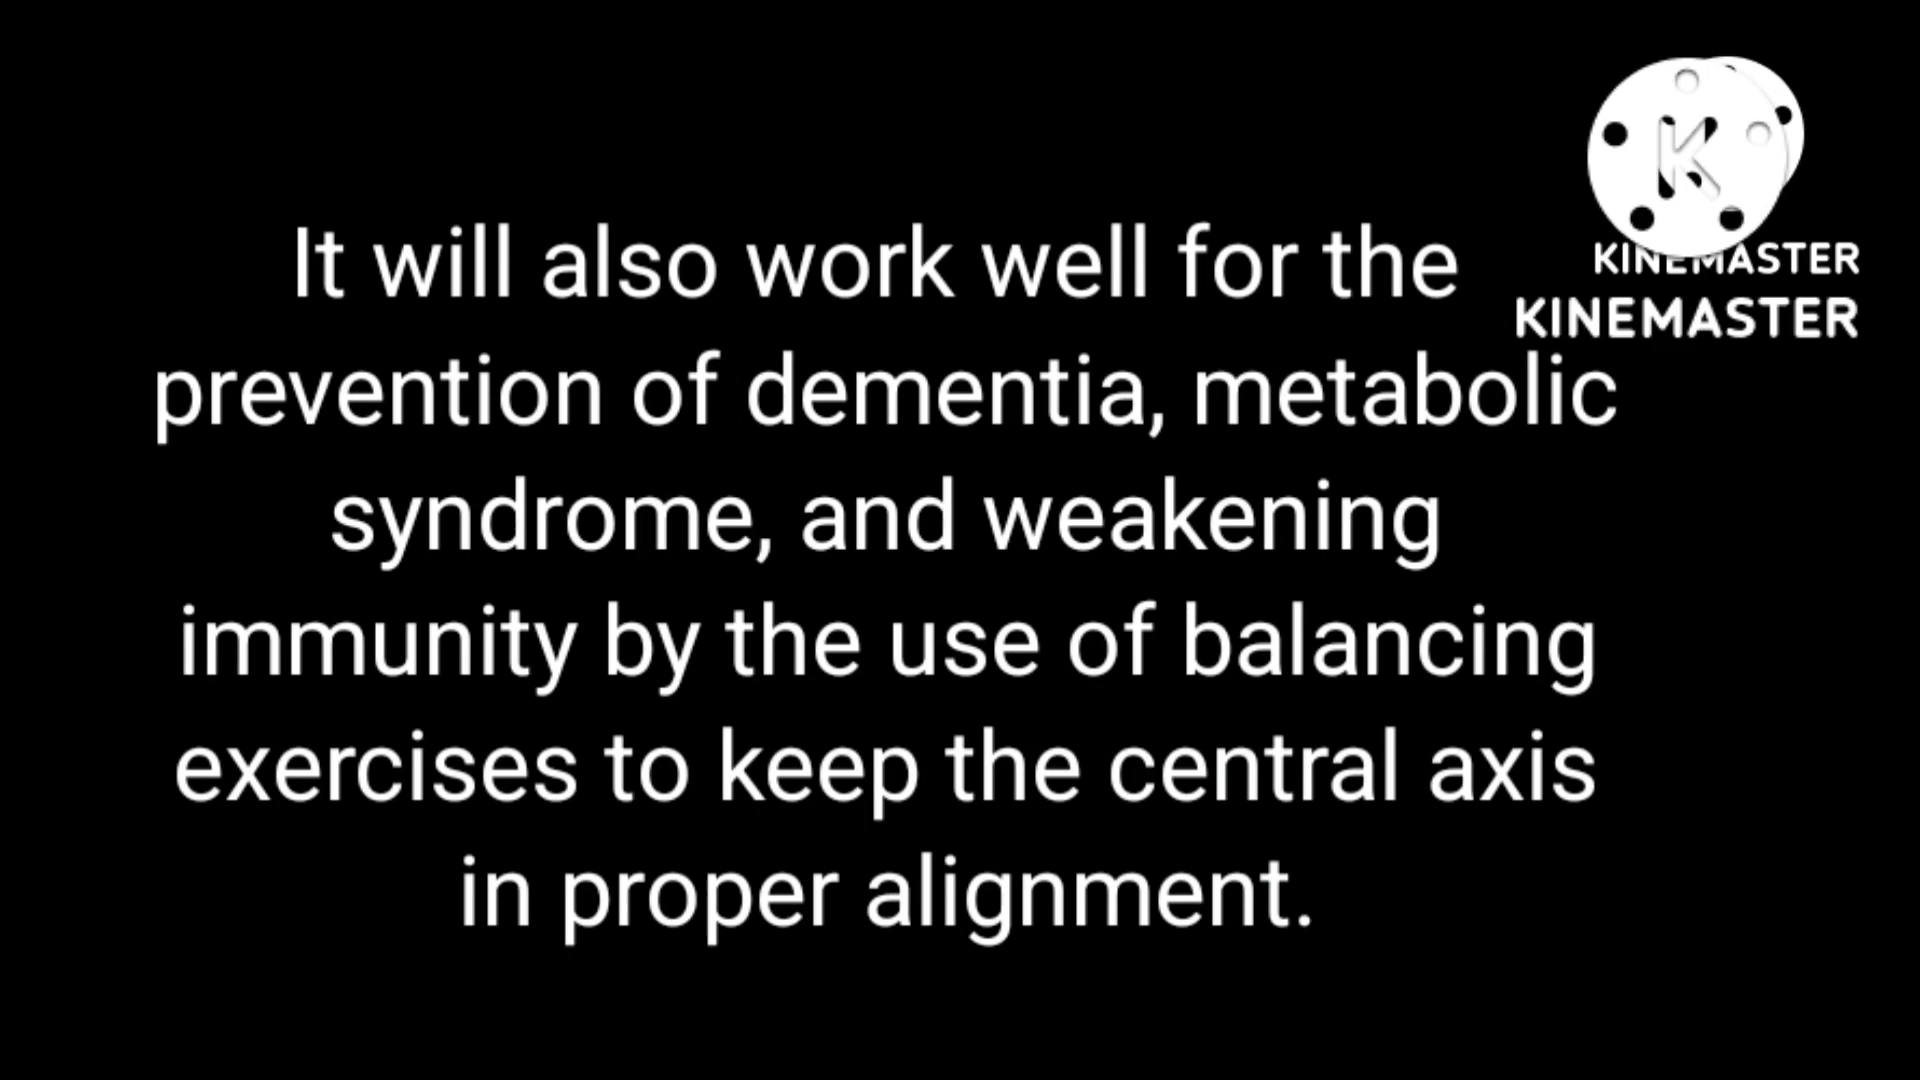 It will also work well for the
KINEMASTER
KINEMASTER
prevention of dementia, metabolic
syndrome, and weakening
immunity by the use of balancing
exercises to keep the central axis
in proper alignment.